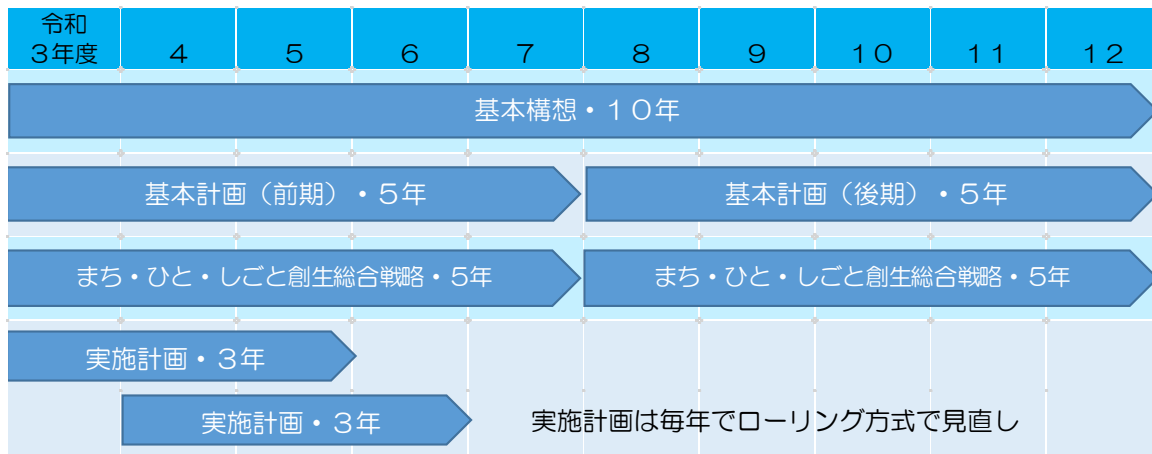 令和
３年度 ４ ５ ６ ７ ８ ９ １０ １１ １２
基本構想・１０年
基本計画（前期）・５年 基本計画（後期）・５年
まち・ひと・しごと創生総合戦略・５年 まち・ひと・しごと創生総合戦略・５年
実施計画・３年
実施計画・３年 実施計画は毎年でローリング方式で見直し